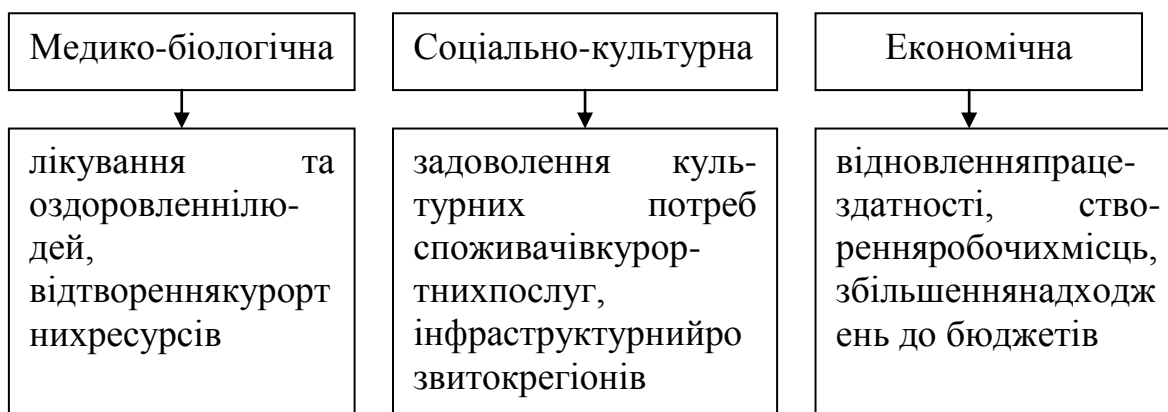 Медико-біологічна
лікування та
оздоровленнілю-
дей,
відтвореннякурорт
нихресурсів
Соціально-культурна
задоволення куль-
турних потреб
споживачівкурор-
тнихпослуг,
інфраструктурнийро
звитокрегіонів
Економічна
відновленняпраце-
здатності, ство-
ренняробочихмісць,
збільшеннянадходж
ень до бюджетів